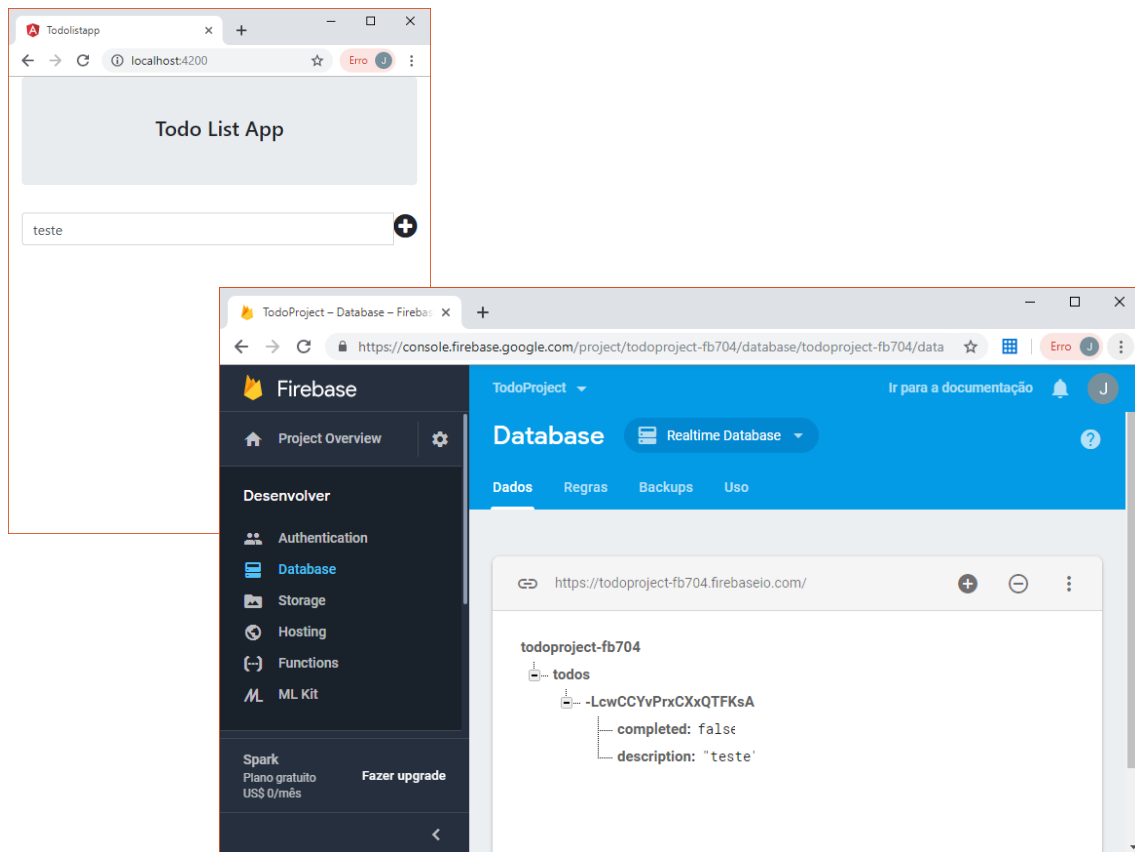 Todolistapp
localhost:4200
Erro J
Todo List App
teste
TodoProject – Database – Firebas
https://console.firebase.google.com/project/todoproject-fb704/database/todoproject-fb704/data
Erro J
Firebase
TodoProject
Ir para a documentação
J
Project Overview
Database
Realtime Database
Desenvolver
Dados Regras Backups Uso
Authentication
Database
Storage
Hosting
Functions
ML Kit
https://todoproject-fb704.firebaseio.com/
todoproject-fb704
todos
-LcwCCYvPrxCXxQTFKsA
completed: false
description: "teste"
Spark
Plano gratuito
US$ 0/mês
Fazer upgrade